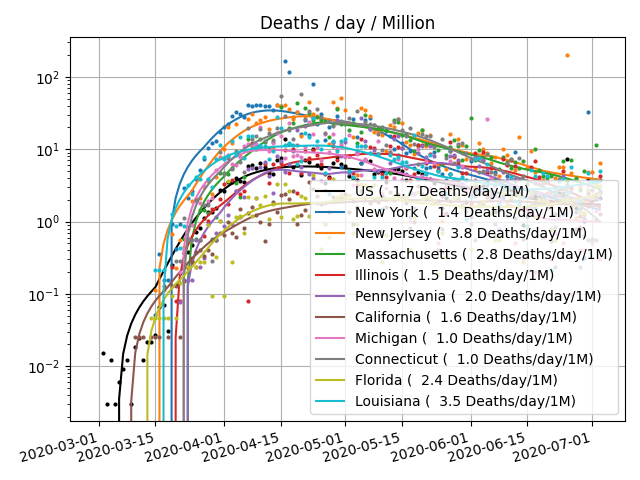 Deaths / day / Million
10²
10¹
10⁰
10⁻¹
10⁻²
US ( 1.7 Deaths/day/1M)
New York ( 1.4 Deaths/day/1M)
New Jersey ( 3.8 Deaths/day/1M)
Massachusetts ( 2.8 Deaths/day/1M)
Illinois ( 1.5 Deaths/day/1M)
Pennsylvania ( 2.0 Deaths/day/1M)
California ( 1.6 Deaths/day/1M)
Michigan ( 1.0 Deaths/day/1M)
Connecticut ( 1.0 Deaths/day/1M)
Florida ( 2.4 Deaths/day/1M)
Louisiana ( 3.5 Deaths/day/1M)
2020-03-01 2020-03-15 2020-04-01 2020-04-15 2020-05-01 2020-05-15 2020-06-01 2020-06-15 2020-07-01